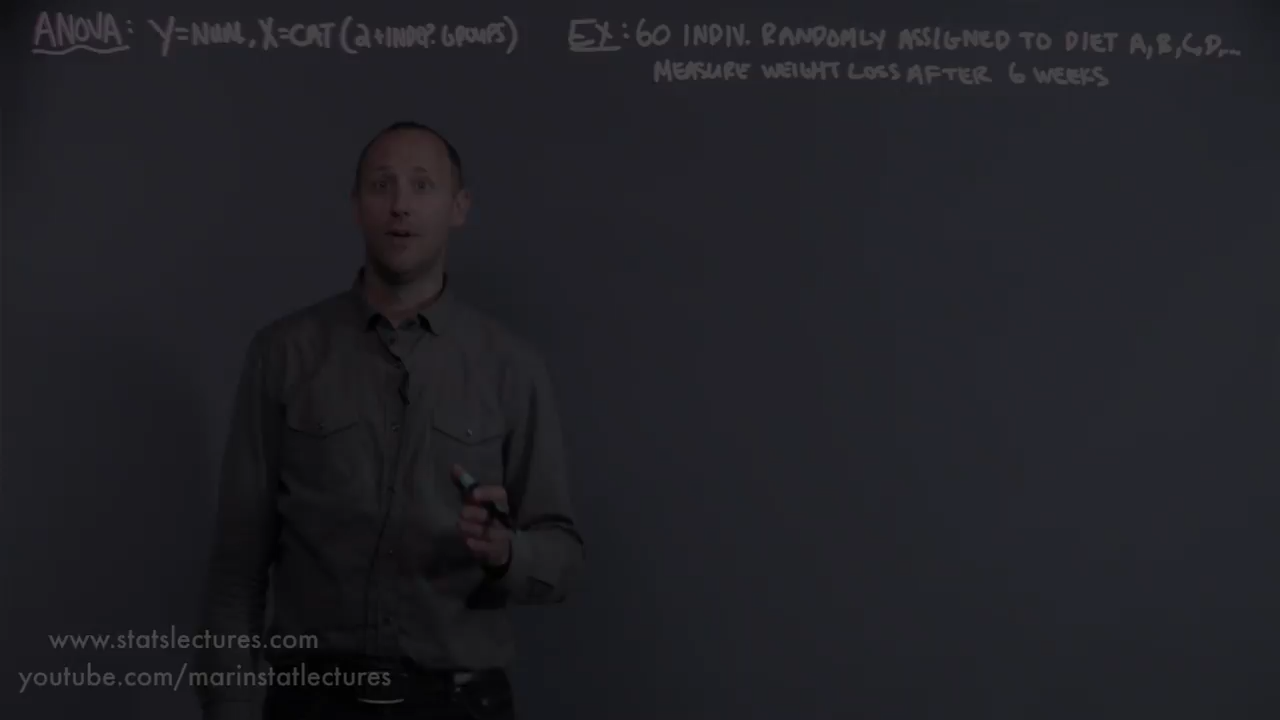 ANOVA: Y=NUM, X=CAT (2+INDEP. GROUPS)
EX: 60 INDIV. RANDOMLY ASSIGNED TO DIET A, B, C, D,...
MEASURE WEIGHT LOSS AFTER 6 WEEKS
www.statslectures.com
youtube.com/marinstatlectures